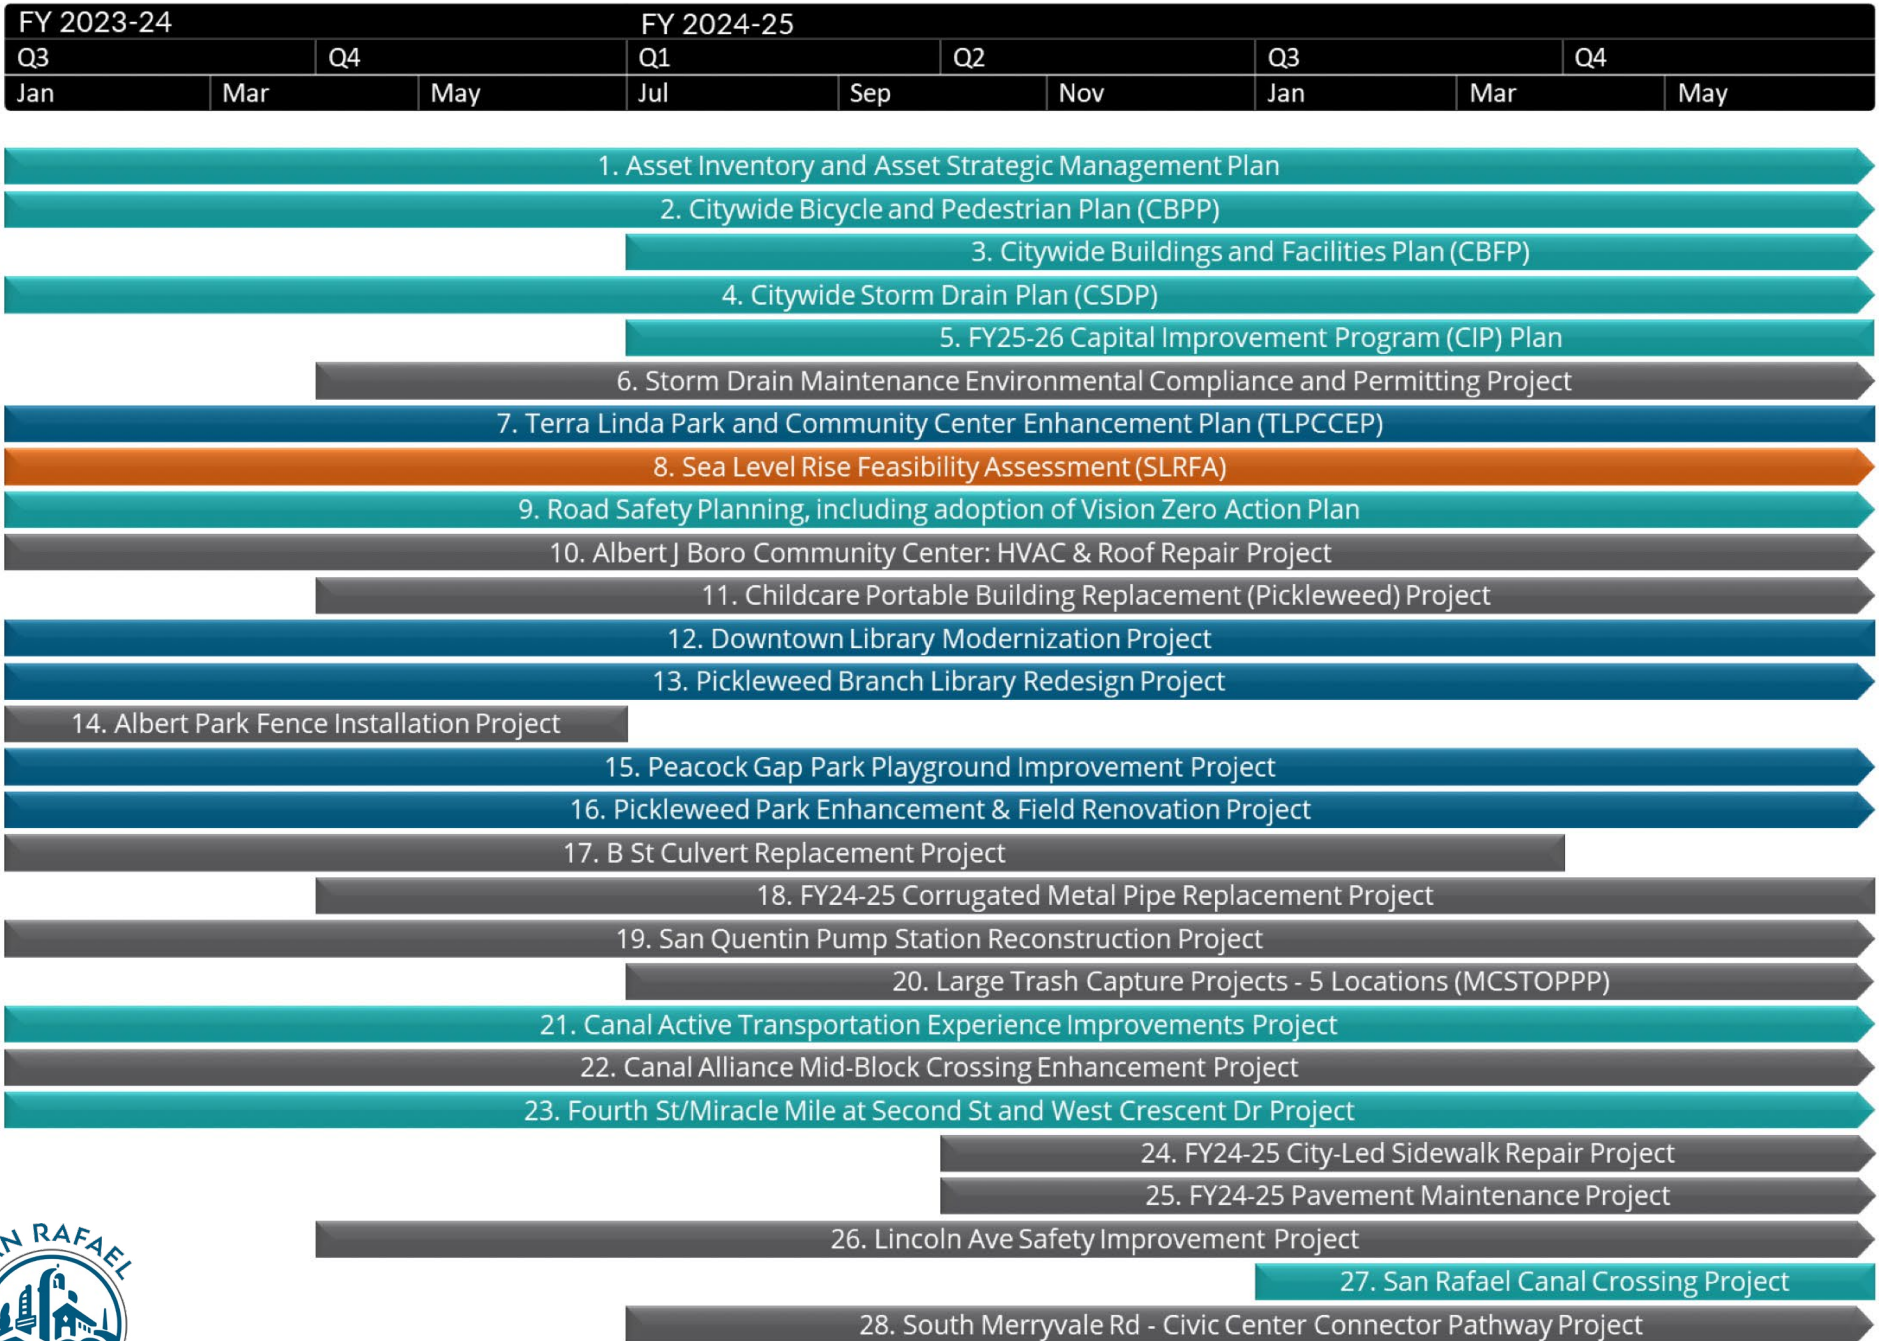 FY 2023-24 FY 2024-25
Q3 Q4 Q1 Q2 Q3 Q4
Jan Mar May Jul Sep Nov Jan Mar May
1. Asset Inventory and Asset Strategic Management Plan
2. Citywide Bicycle and Pedestrian Plan (CBPP)
3. Citywide Buildings and Facilities Plan (CBFP)
4. Citywide Storm Drain Plan (CSDP)
5. FY25-26 Capital Improvement Program (CIP) Plan
6. Storm Drain Maintenance Environmental Compliance and Permitting Project
7. Terra Linda Park and Community Center Enhancement Plan (TLPCCEP)
8. Sea Level Rise Feasibility Assessment (SLRFA)
9. Road Safety Planning, including adoption of Vision Zero Action Plan
10. Albert J Boro Community Center: HVAC & Roof Repair Project
11. Childcare Portable Building Replacement (Pickleweed) Project
12. Downtown Library Modernization Project
13. Pickleweed Branch Library Redesign Project
14. Albert Park Fence Installation Project
15. Peacock Gap Park Playground Improvement Project
16. Pickleweed Park Enhancement & Field Renovation Project
17. B St Culvert Replacement Project
18. FY24-25 Corrugated Metal Pipe Replacement Project
19. San Quentin Pump Station Reconstruction Project
20. Large Trash Capture Projects - 5 Locations (MCSTOPPP)
21. Canal Active Transportation Experience Improvements Project
22. Canal Alliance Mid-Block Crossing Enhancement Project
23. Fourth St/Miracle Mile at Second St and West Crescent Dr Project
24. FY24-25 City-Led Sidewalk Repair Project
25. FY24-25 Pavement Maintenance Project
26. Lincoln Ave Safety Improvement Project
27. San Rafael Canal Crossing Project
28. South Merryvale Rd - Civic Center Connector Pathway Project
RAFAEL